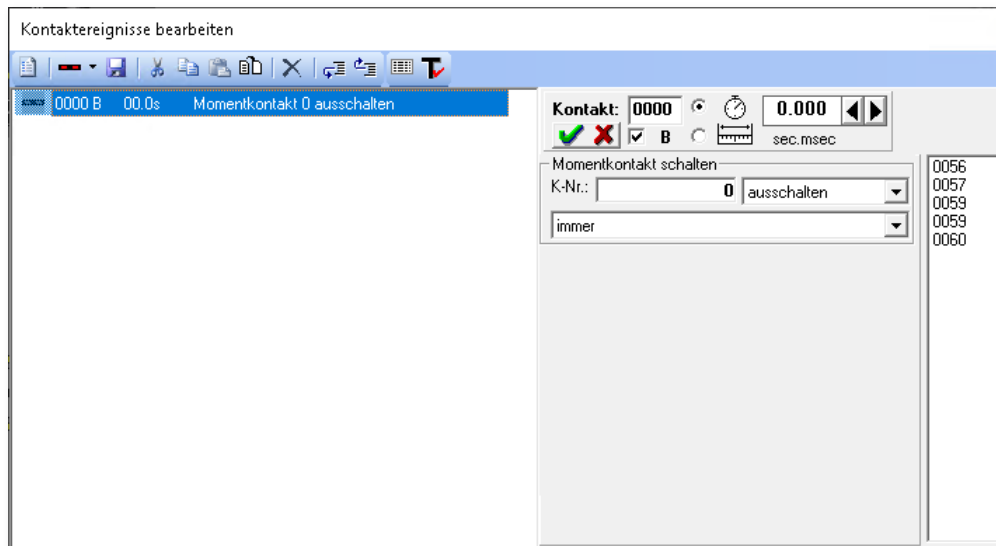 Kontaktereignisse bearbeiten
0000 B 00.0s Momentkontakt 0 ausschalten
Kontakt: 0000 0.000
B sec.msec
Momentkontakt schalten
K-Nr.: 0 ausschalten
immer
0056
0057
0059
0059
0060